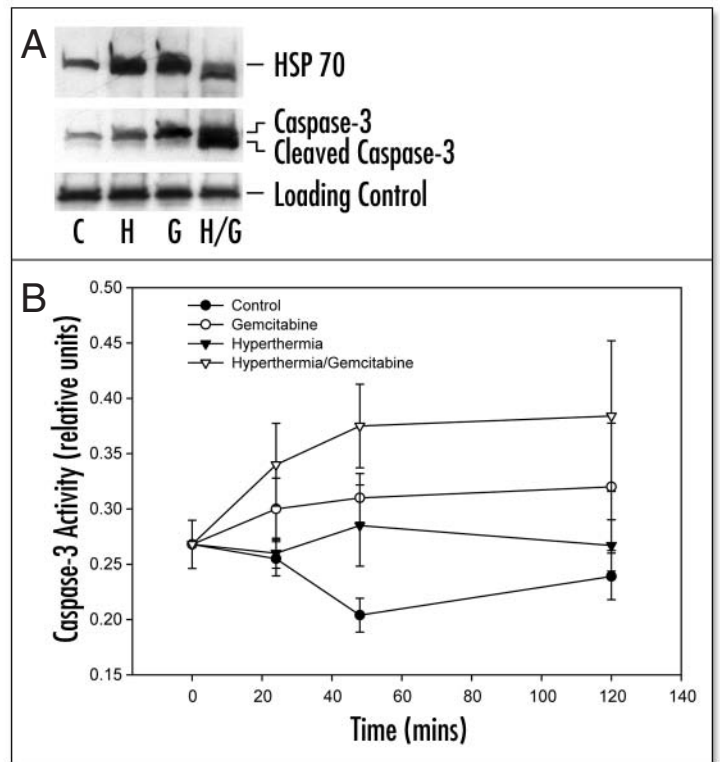 A
HSP 70
Caspase-3
Cleaved Caspase-3
Loading Control
C H G H/G
B
Caspase-3 Activity (relative units)
0.50
0.45
0.40
0.35
0.30
0.25
0.20
0.15
Control
Gemcitabine
Hyperthermia
Hyperthermia/Gemcitabine
0 20 40 60 80 100 120 140
Time (mins)